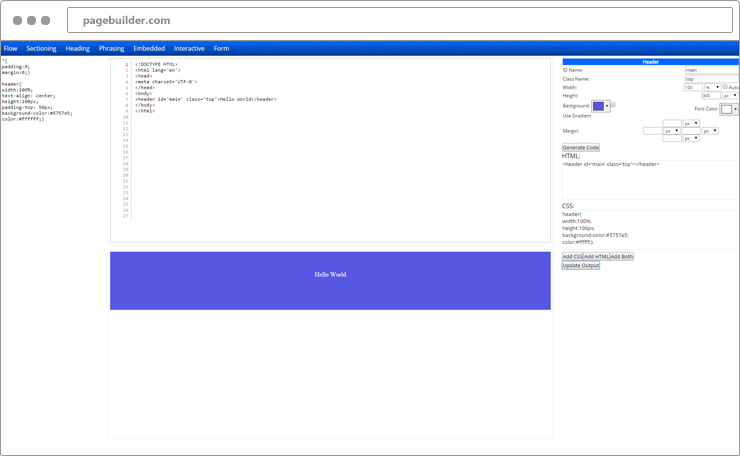 pagebuilder.com
Flow Sectioning Heading Phrasing Embedded Interactive Form
*{
padding:0;
margin:0;}
header{
width:100%;
text-align: center;
height:100px;
padding-top: 50px;
background-color:#5757e5;
color:#ffffff;}
1 <!DOCTYPE HTML>
2 <html lang='en'>
3 <head>
4 <meta charset='UTF-8'>
5 </head>
6 <body>
7 <header id='main' class='top'>Hello World</header>
8 </body>
9 </html>
10
11
12
13
14
15
16
17
18
19
20
21
22
23
24
25
26
27
Hello World
Header
ID Name: main
Class Name: top
Width: 100 % Auto
Height: 300 px
Background: Font Color:
Use Gradient
px
Margin: px px
px
Generate Code
HTML:
<header id='main' class='top'></header>
CSS:
header{
width:100%;
height:100px;
background-color:#5757e5;
color:#ffffff;}
Add CSS Add HTML Add Both
Update Output